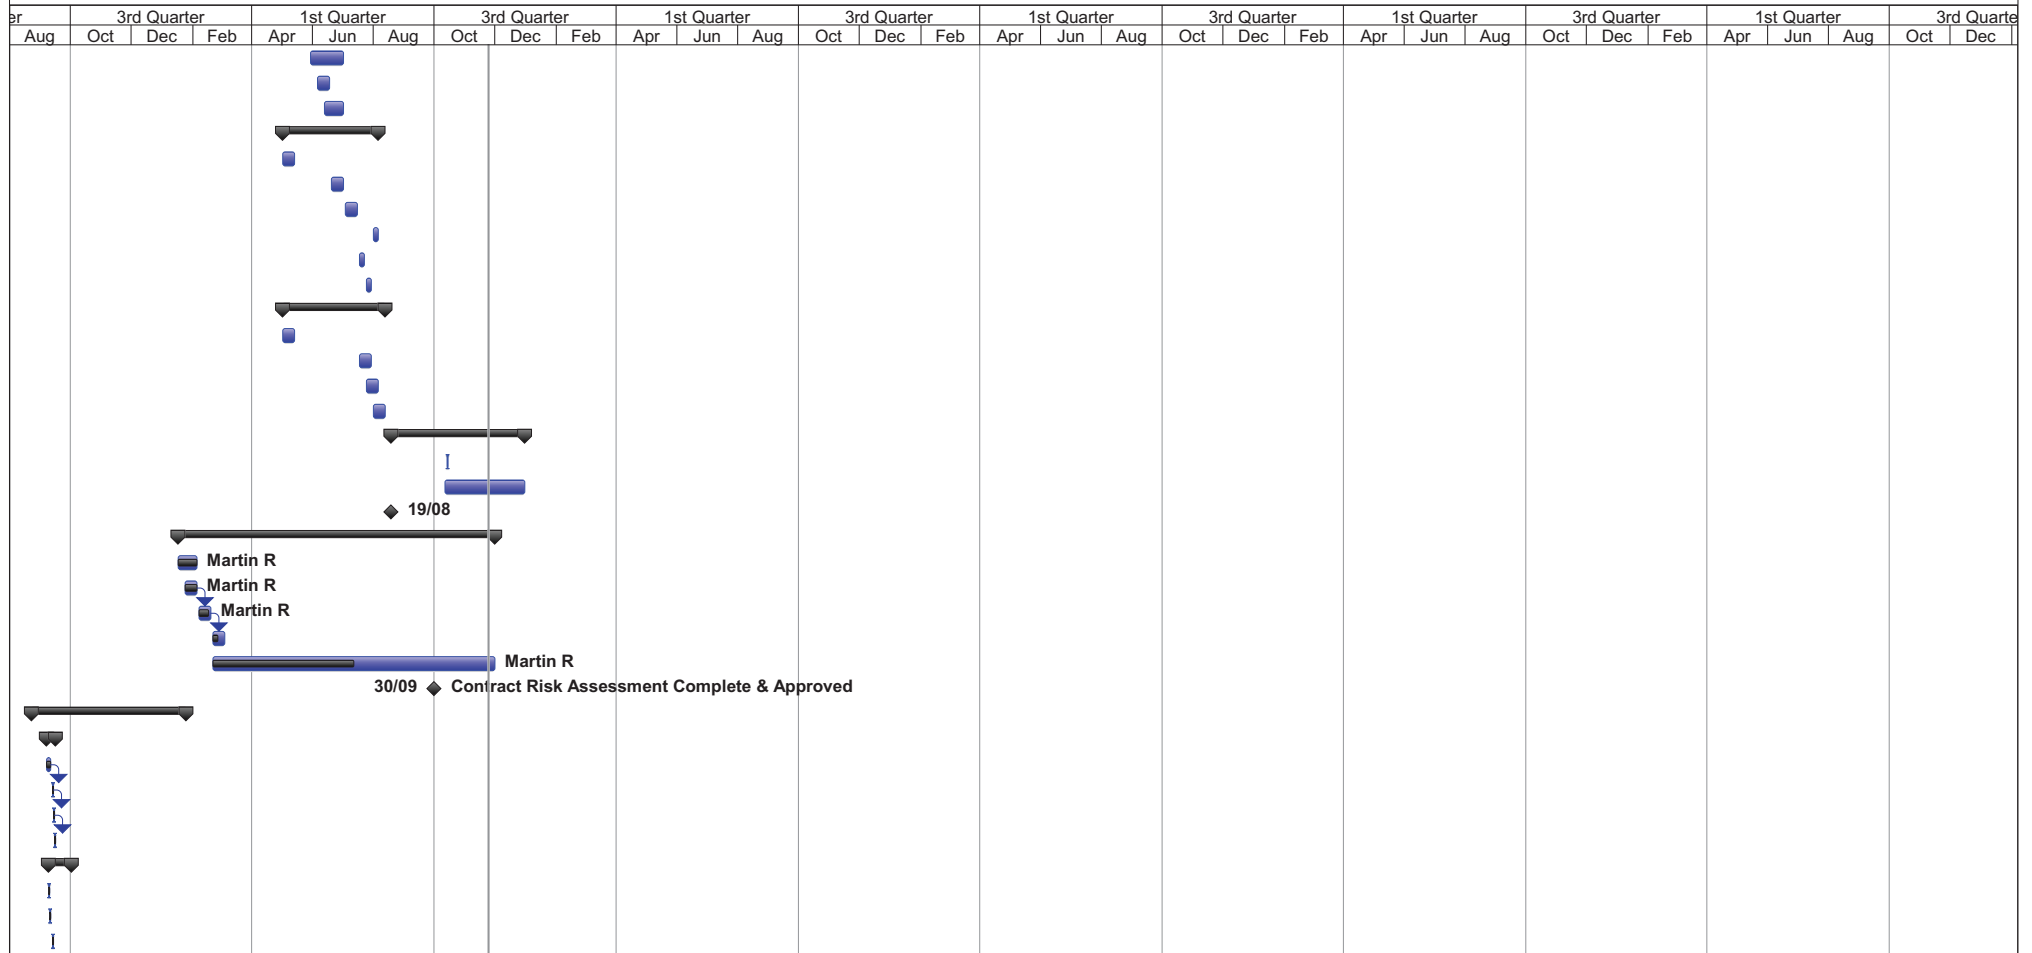 er 3rd Quarter 1st Quarter 3rd Quarter 1st Quarter 3rd Quarter 1st Quarter 3rd Quarter 1st Quarter 3rd Quarter 1st Quarter 3rd Quarte
Aug Oct Dec Feb Apr Jun Aug Oct Dec Feb Apr Jun Aug Oct Dec Feb Apr Jun Aug Oct Dec Feb Apr Jun Aug Oct Dec Feb Apr Jun Aug Oct Dec
19/08
Martin R
Martin R
Martin R
Martin R
30/09 Contract Risk Assessment Complete & Approved